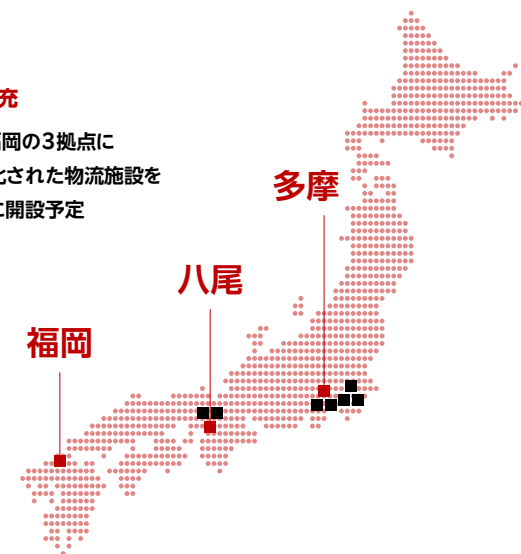 充
岡の3拠点に
化された物流施設を
に開設予定
多摩
八尾
福岡